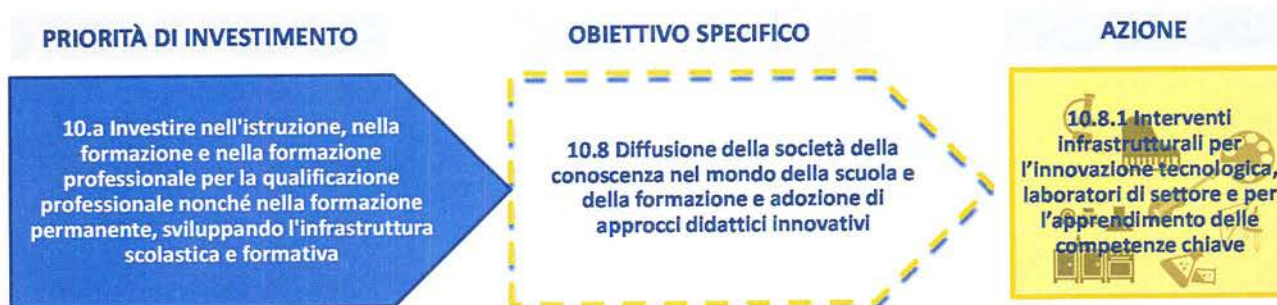 PRIORITÀ DI INVESTIMENTO
10.a Investire nell'istruzione, nella
formazione e nella formazione
professionale per la qualificazione
professionale nonché nella formazione
permanente, sviluppando l'infrastruttura
scolastica e formativa
OBIETTIVO SPECIFICO
10.8 Diffusione della società della
conoscenza nel mondo della scuola e
della formazione e adozione di
approcci didattici innovativi
AZIONE
10.8.1 Interventi
infrastrutturali per
l'innovazione tecnologica,
laboratori di settore e per
l'apprendimento delle
competenze chiave